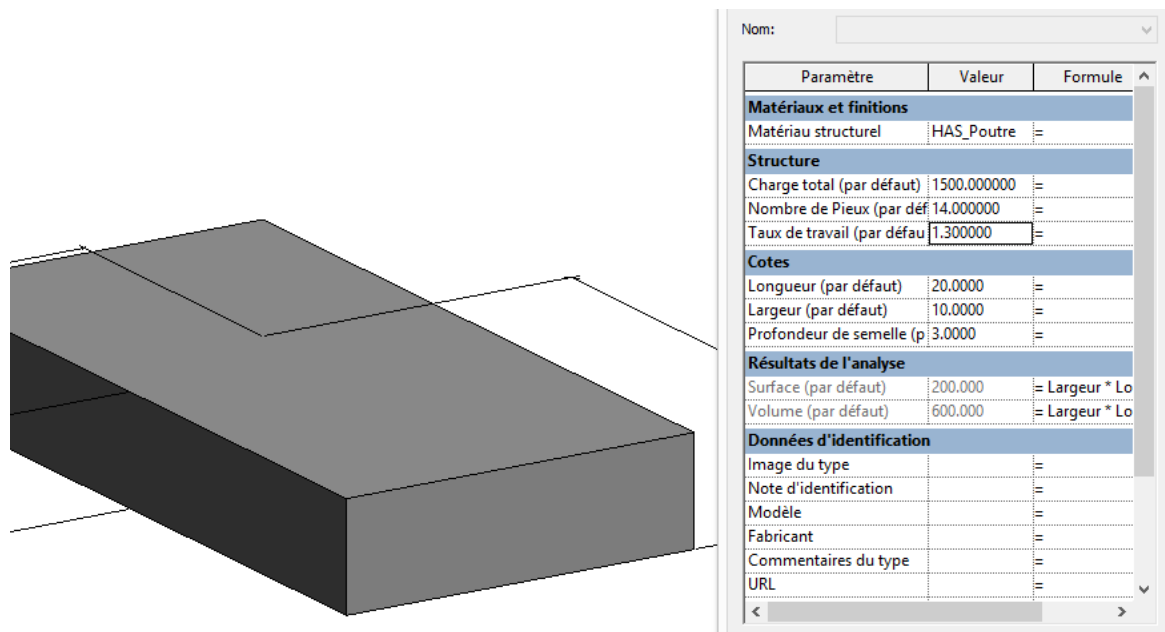 Nom:
Paramètre Valeur Formule
Matériaux et finitions
Matériau structurel HAS_Poutre =
Structure
Charge total (par défaut) 1500.000000 =
Nombre de Pieux (par déf 14.000000 =
Taux de travail (par défau 1.300000 =
Cotes
Longueur (par défaut) 20.0000 =
Largeur (par défaut) 10.0000 =
Profondeur de semelle (p 3.0000 =
Résultats de l'analyse
Surface (par défaut) 200.000 = Largeur * Lo
Volume (par défaut) 600.000 = Largeur * Lo
Données d'identification
Image du type =
Note d'identification =
Modèle =
Fabricant =
Commentaires du type =
URL =